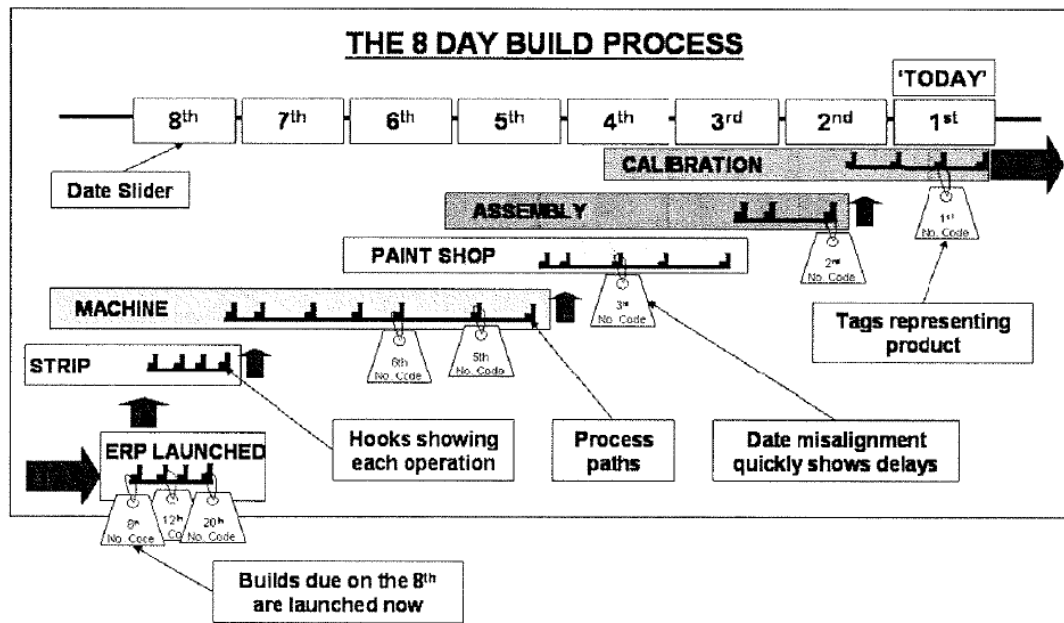 THE 8 DAY BUILD PROCESS
'TODAY'
8th 7th 6th 5th 4th 3rd 2nd 1st
Date Slider
CALIBRATION
1st
No. Code
ASSEMBLY
2nd
No. Code
PAINT SHOP
3rd
No. Code
Tags representing
product
MACHINE
6th
No. Code
5th
No. Code
STRIP
Hooks showing
each operation
Process
paths
Date misalignment
quickly shows delays
ERP LAUNCHED
8th
No. Code
12th
Co
20th
No. Code
Builds due on the 8th
are launched now